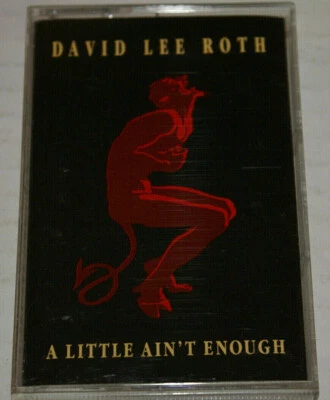 DAVID LEE ROTH
A LITTLE AIN'T ENOUGH